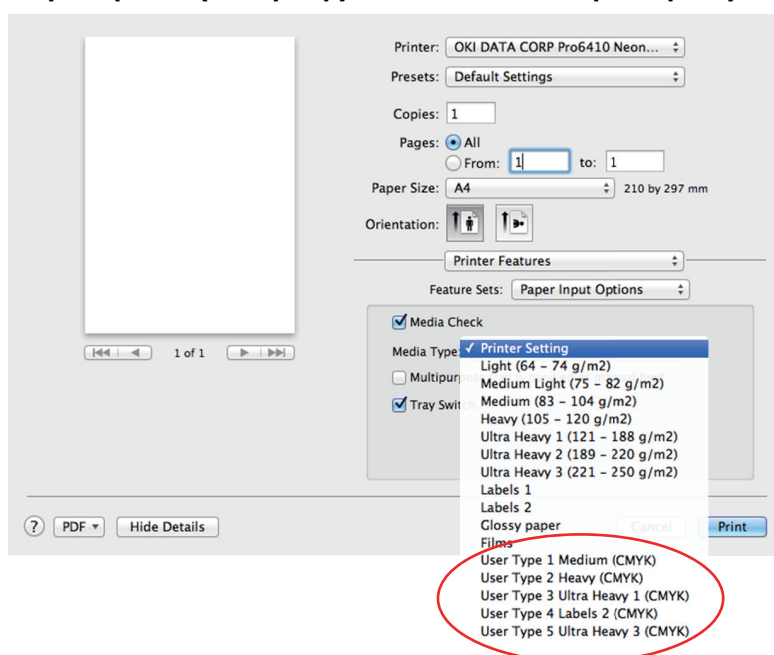 Printer: OKI DATA CORP Pro6410 Neon...
Presets: Default Settings
Copies: 1
Pages: All
From: 1 to: 1
Paper Size: A4 210 by 297 mm
Orientation:
Printer Features
Feature Sets: Paper Input Options
Media Check
1 of 1
Media Type: ✓ Printer Setting
Light (64 – 74 g/m2)
Multipur
Medium Light (75 – 82 g/m2)
Medium (83 – 104 g/m2)
Tray Switch
Heavy (105 – 120 g/m2)
Ultra Heavy 1 (121 – 188 g/m2)
Ultra Heavy 2 (189 – 220 g/m2)
Ultra Heavy 3 (221 – 250 g/m2)
Labels 1
Labels 2
Glossy paper
Films
User Type 1 Medium (CMYK)
User Type 2 Heavy (CMYK)
User Type 3 Ultra Heavy 1 (CMYK)
User Type 4 Labels 2 (CMYK)
User Type 5 Ultra Heavy 3 (CMYK)
? PDF Hide Details Cancel Print